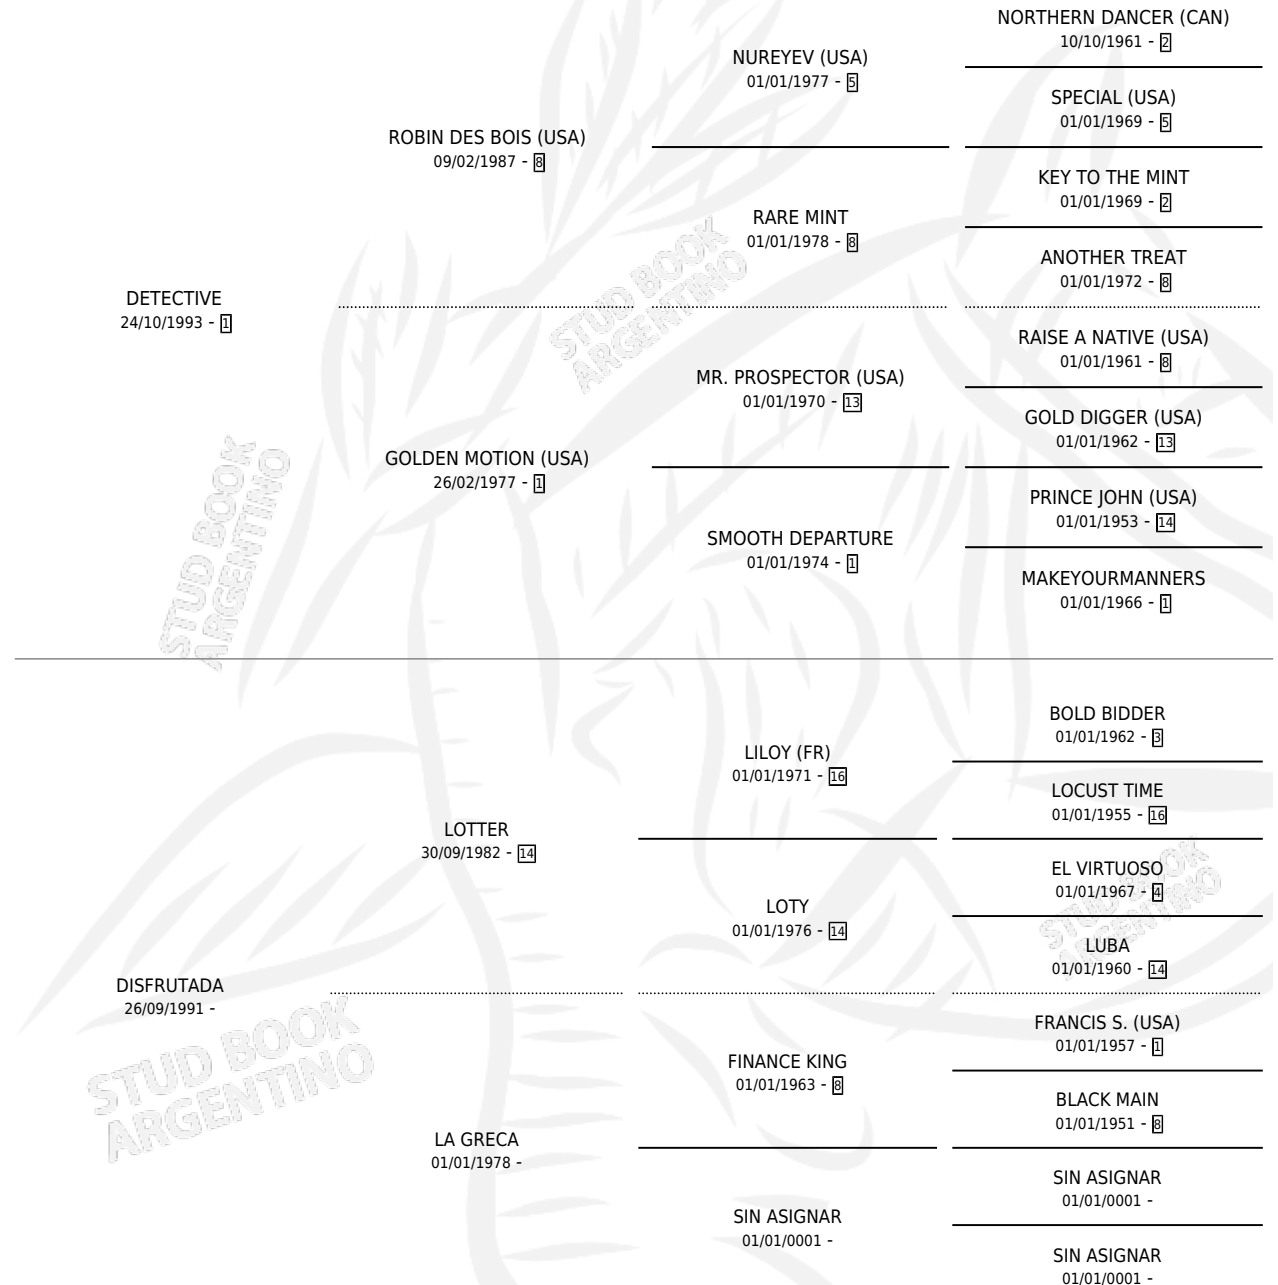 NORTHERN DANCER (CAN)
10/10/1961 - 2
NUREYEV (USA)
01/01/1977 - 5
SPECIAL (USA)
01/01/1969 - 5
ROBIN DES BOIS (USA)
09/02/1987 - 8
KEY TO THE MINT
01/01/1969 - 2
RARE MINT
01/01/1978 - 8
ANOTHER TREAT
01/01/1972 - 8
DETECTIVE
24/10/1993 - 1
RAISE A NATIVE (USA)
01/01/1961 - 8
MR. PROSPECTOR (USA)
01/01/1970 - 13
GOLD DIGGER (USA)
01/01/1962 - 13
GOLDEN MOTION (USA)
26/02/1977 - 1
PRINCE JOHN (USA)
01/01/1953 - 14
SMOOTH DEPARTURE
01/01/1974 - 1
MAKEYOURMANNERS
01/01/1966 - 1
STUD BOOK
ARGENTINO
STUD BOOK
ARGENTINO
BOLD BIDDER
01/01/1962 - 3
LILOY (FR)
01/01/1971 - 16
LOCUST TIME
01/01/1955 - 16
LOTTER
30/09/1982 - 14
EL VIRTUOSO
01/01/1967 - 4
LOTY
01/01/1976 - 14
LUBA
01/01/1960 - 14
DISFRUTADA
26/09/1991 -
FRANCIS S. (USA)
01/01/1957 - 1
FINANCE KING
01/01/1963 - 8
BLACK MAIN
01/01/1951 - 8
LA GRECA
01/01/1978 -
SIN ASIGNAR
01/01/0001 -
SIN ASIGNAR
01/01/0001 -
SIN ASIGNAR
01/01/0001 -
STUD BOOK
ARGENTINO
STUD BOOK
ARGENTINO